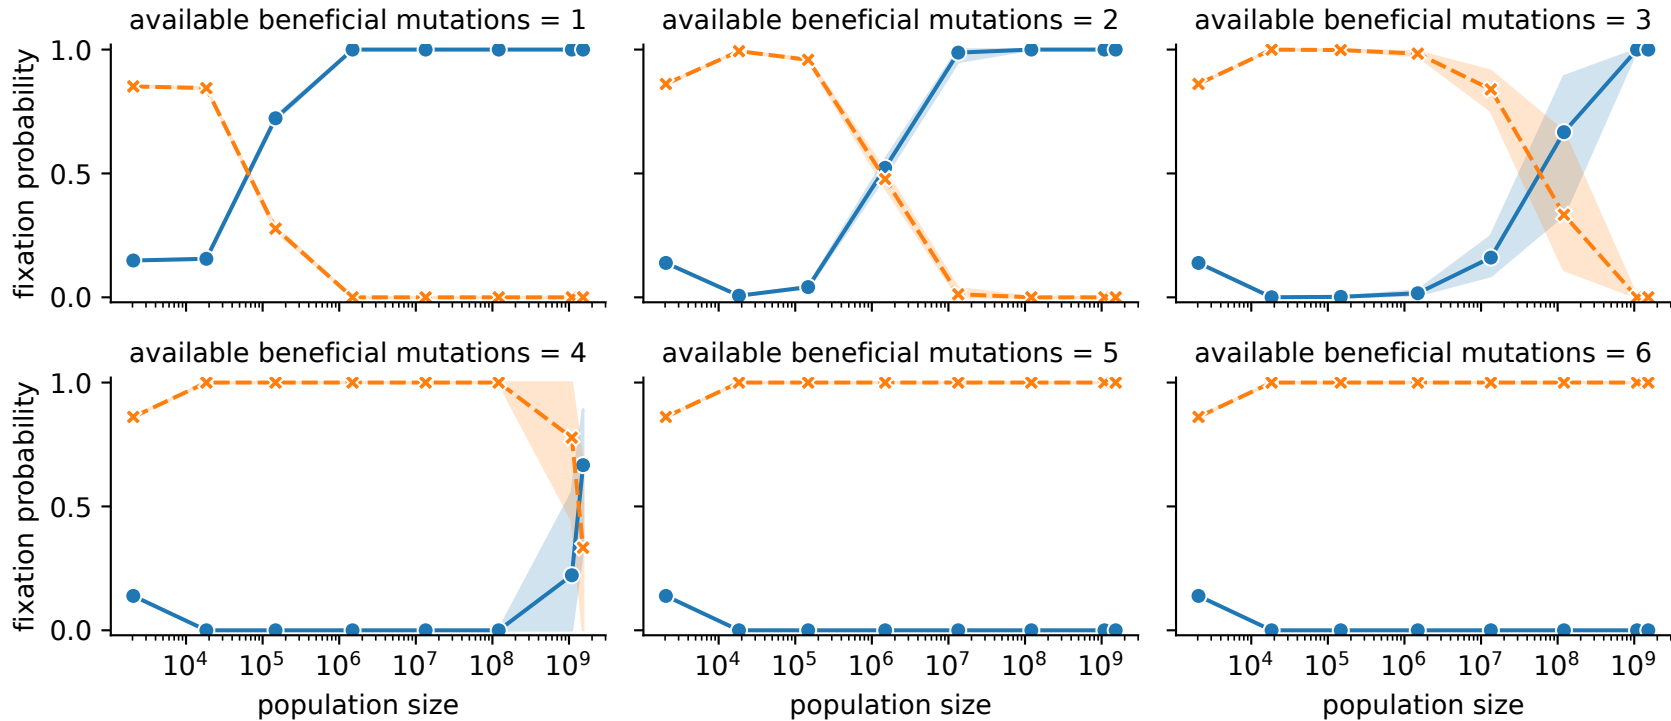 available beneficial mutations = 1
available beneficial mutations = 2
available beneficial mutations = 3
fixation probability
1.0
0.5
0.0
available beneficial mutations = 4
available beneficial mutations = 5
available beneficial mutations = 6
fixation probability
1.0
0.5
0.0
10⁴ 10⁵ 10⁶ 10⁷ 10⁸ 10⁹
10⁴ 10⁵ 10⁶ 10⁷ 10⁸ 10⁹
10⁴ 10⁵ 10⁶ 10⁷ 10⁸ 10⁹
population size
population size
population size